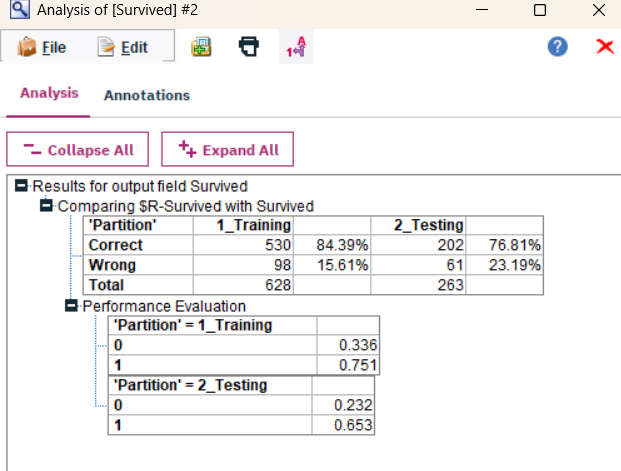 Analysis of [Survived] #2
File Edit
Analysis Annotations
Collapse All Expand All
Results for output field Survived
Comparing $R-Survived with Survived
'Partition' 1_Training 2_Testing
Correct 530 84.39% 202 76.81%
Wrong 98 15.61% 61 23.19%
Total 628 263
Performance Evaluation
'Partition' = 1_Training
0 0.336
1 0.751
'Partition' = 2_Testing
0 0.232
1 0.653